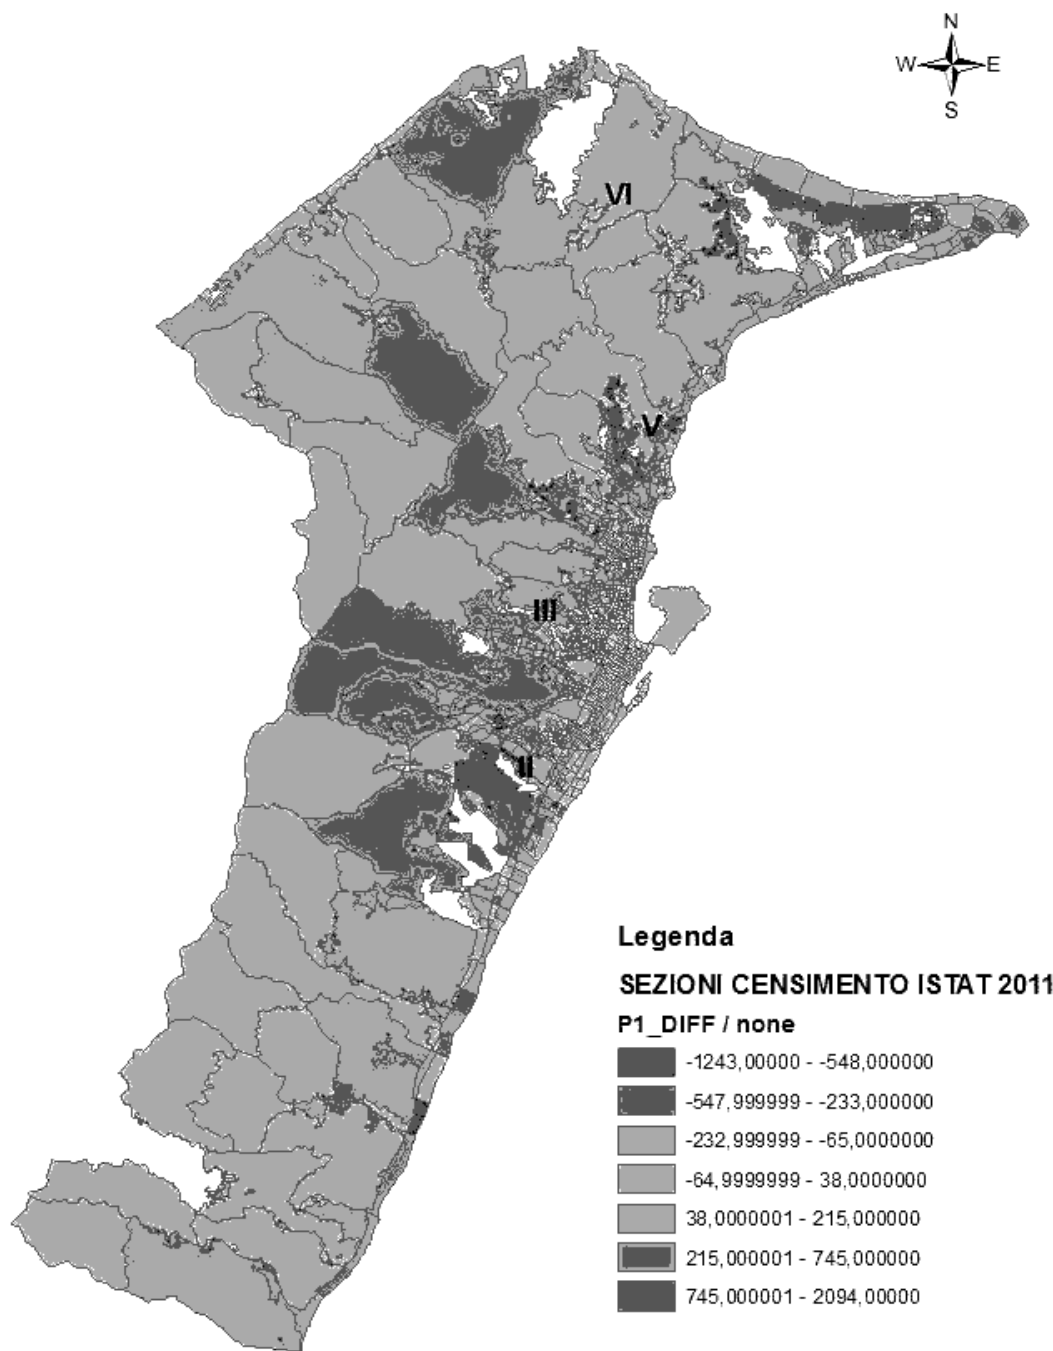 N
W E
S
VI
V
III
II
Legenda
SEZIONI CENSIMENTO ISTAT 2011
P1_DIFF / none
-1243,00000 - -548,000000
-547,999999 - -233,000000
-232,999999 - -65,0000000
-64,9999999 - 38,0000000
38,0000001 - 215,000000
215,000001 - 745,000000
745,000001 - 2094,00000